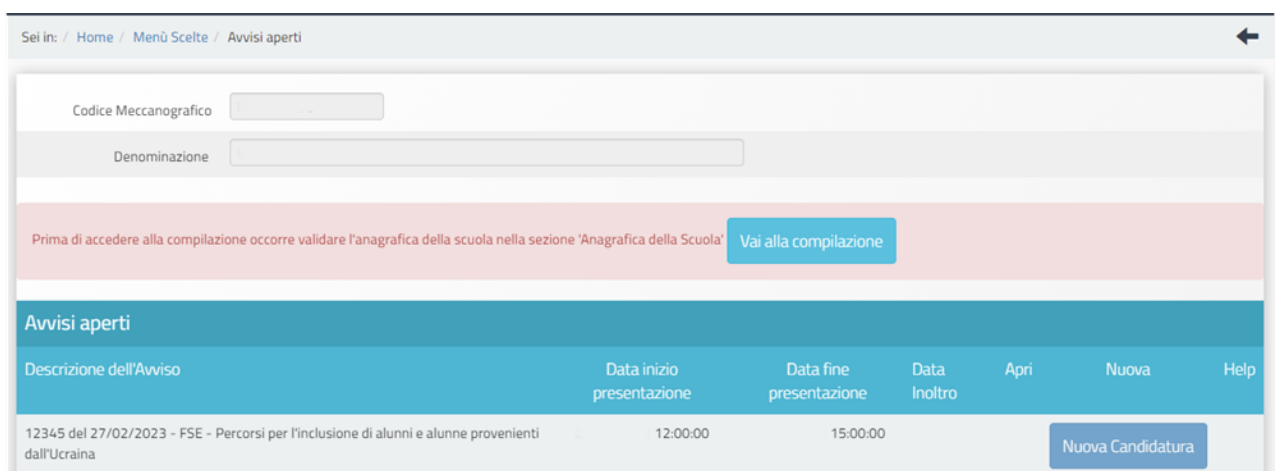 Sei in: / Home / Menù Scelte / Avvisi aperti
Codice Meccanografico
Denominazione
Prima di accedere alla compilazione occorre validare l'anagrafica della scuola nella sezione 'Anagrafica della Scuola' Vai alla compilazione
Avvisi aperti
Descrizione dell'Avviso Data inizio presentazione Data fine presentazione Data Inoltro Apri Nuova Help
12345 del 27/02/2023 - FSE - Percorsi per l'inclusione di alunni e alunne provenienti 12:00:00 15:00:00
dall'Ucraina Nuova Candidatura